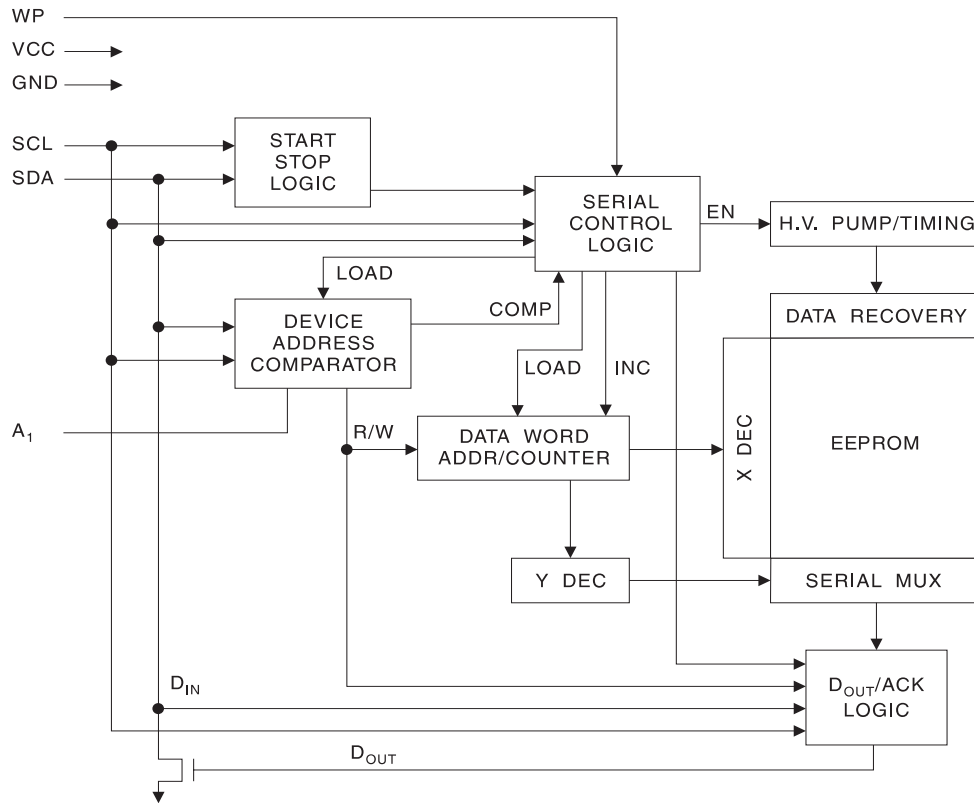 WP
VCC
GND
SCL
SDA
START
STOP
LOGIC
SERIAL
CONTROL
LOGIC
EN
H.V. PUMP/TIMING
LOAD
COMP
DEVICE
ADDRESS
COMPARATOR
DATA RECOVERY
LOAD
INC
A1
R/W
DATA WORD
ADDR/COUNTER
X DEC
EEPROM
Y DEC
SERIAL MUX
DIN
DOUT/ACK
LOGIC
DOUT